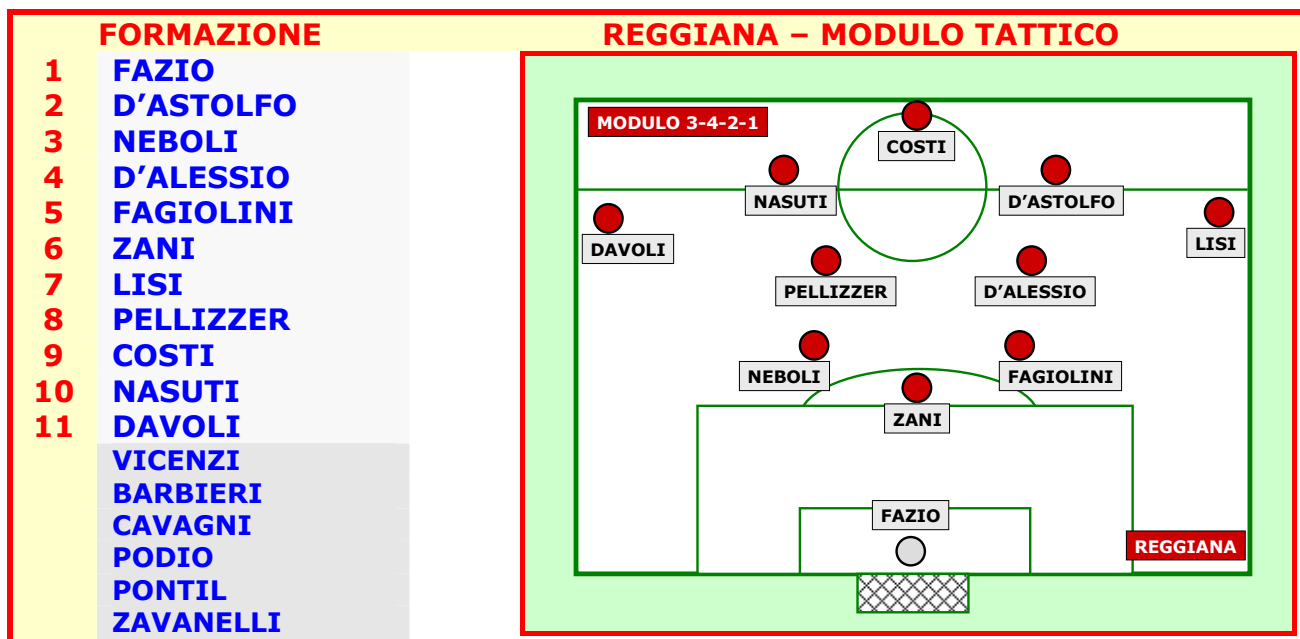 FORMAZIONE
1 FAZIO
2 D’ASTOLFO
3 NEBOLI
4 D’ALESSIO
5 FAGIOLINI
6 ZANI
7 LISI
8 PELLIZZER
9 COSTI
10 NASUTI
11 DAVOLI
VICENZI
BARBIERI
CAVAGNI
PODIO
PONTIL
ZAVANELLI
REGGIANA – MODULO TATTICO
MODULO 3-4-2-1
COSTI
NASUTI
D’ASTOLFO
DAVOLI
LISI
PELLIZZER
D’ALESSIO
NEBOLI
FAGIOLINI
ZANI
FAZIO
REGGIANA